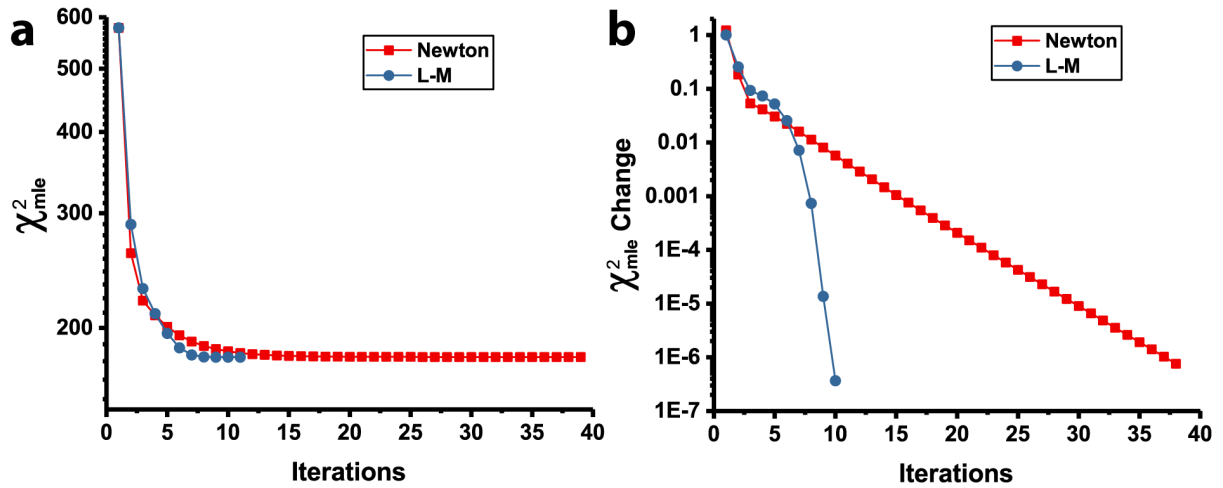 a
600
500
400
300
200
χ²mle
Newton
L-M
0 5 10 15 20 25 30 35 40
Iterations
b
1
0.1
0.01
0.001
1E-4
1E-5
1E-6
1E-7
χ²mle Change
Newton
L-M
0 5 10 15 20 25 30 35 40
Iterations